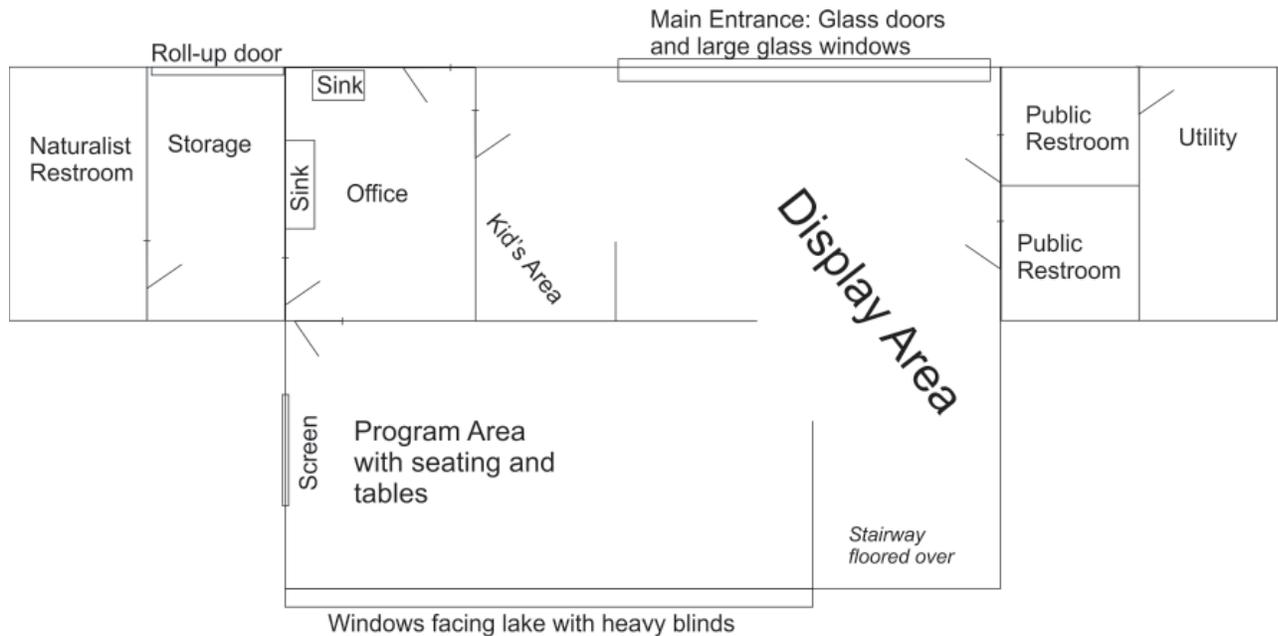 Main Entrance: Glass doors
and large glass windows
Roll-up door
Sink
Naturalist
Restroom
Storage
Sink
Office
Kid's Area
Display Area
Public
Restroom
Utility
Public
Restroom
Screen
Program Area
with seating and
tables
Stairway
floored over
Windows facing lake with heavy blinds